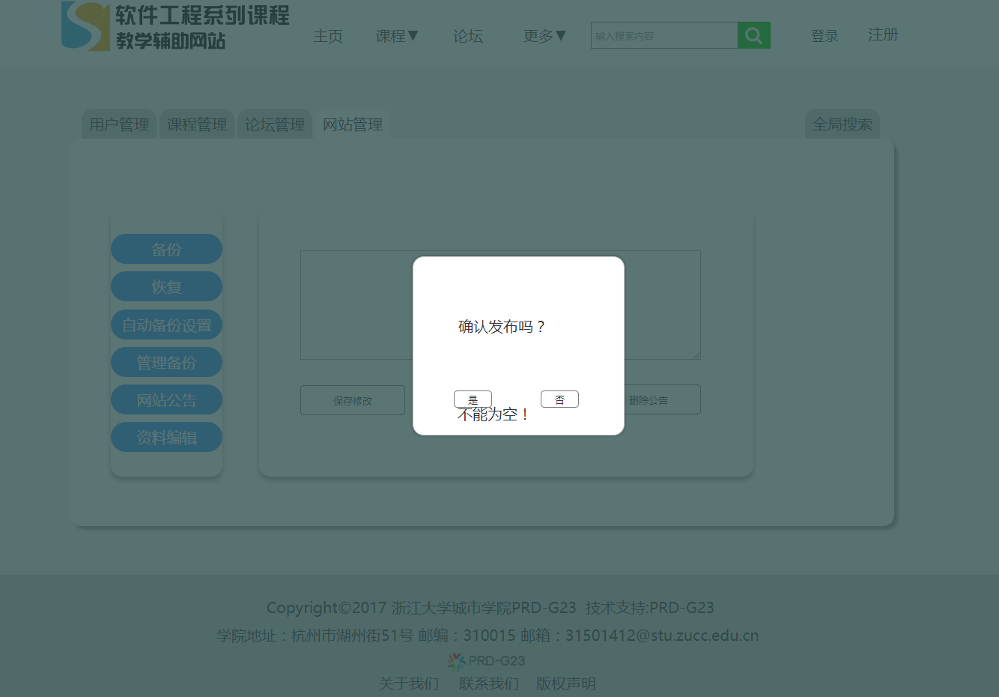 软件工程系列课程
教学辅助网站
主页 课程▼ 论坛 更多▼ 输入搜索内容 登录 注册
用户管理 课程管理 论坛管理 网站管理 全局搜索
备份
恢复
自动备份设置
管理备份
网站公告
资料编辑
确认发布吗？
是 否
不能为空！
保存修改 删除公告
Copyright©2017 浙江大学城市学院PRD-G23 技术支持:PRD-G23
学院地址：杭州市湖州街51号 邮编：310015 邮箱：31501412@stu.zucc.edu.cn
PRD-G23
关于我们 联系我们 版权声明